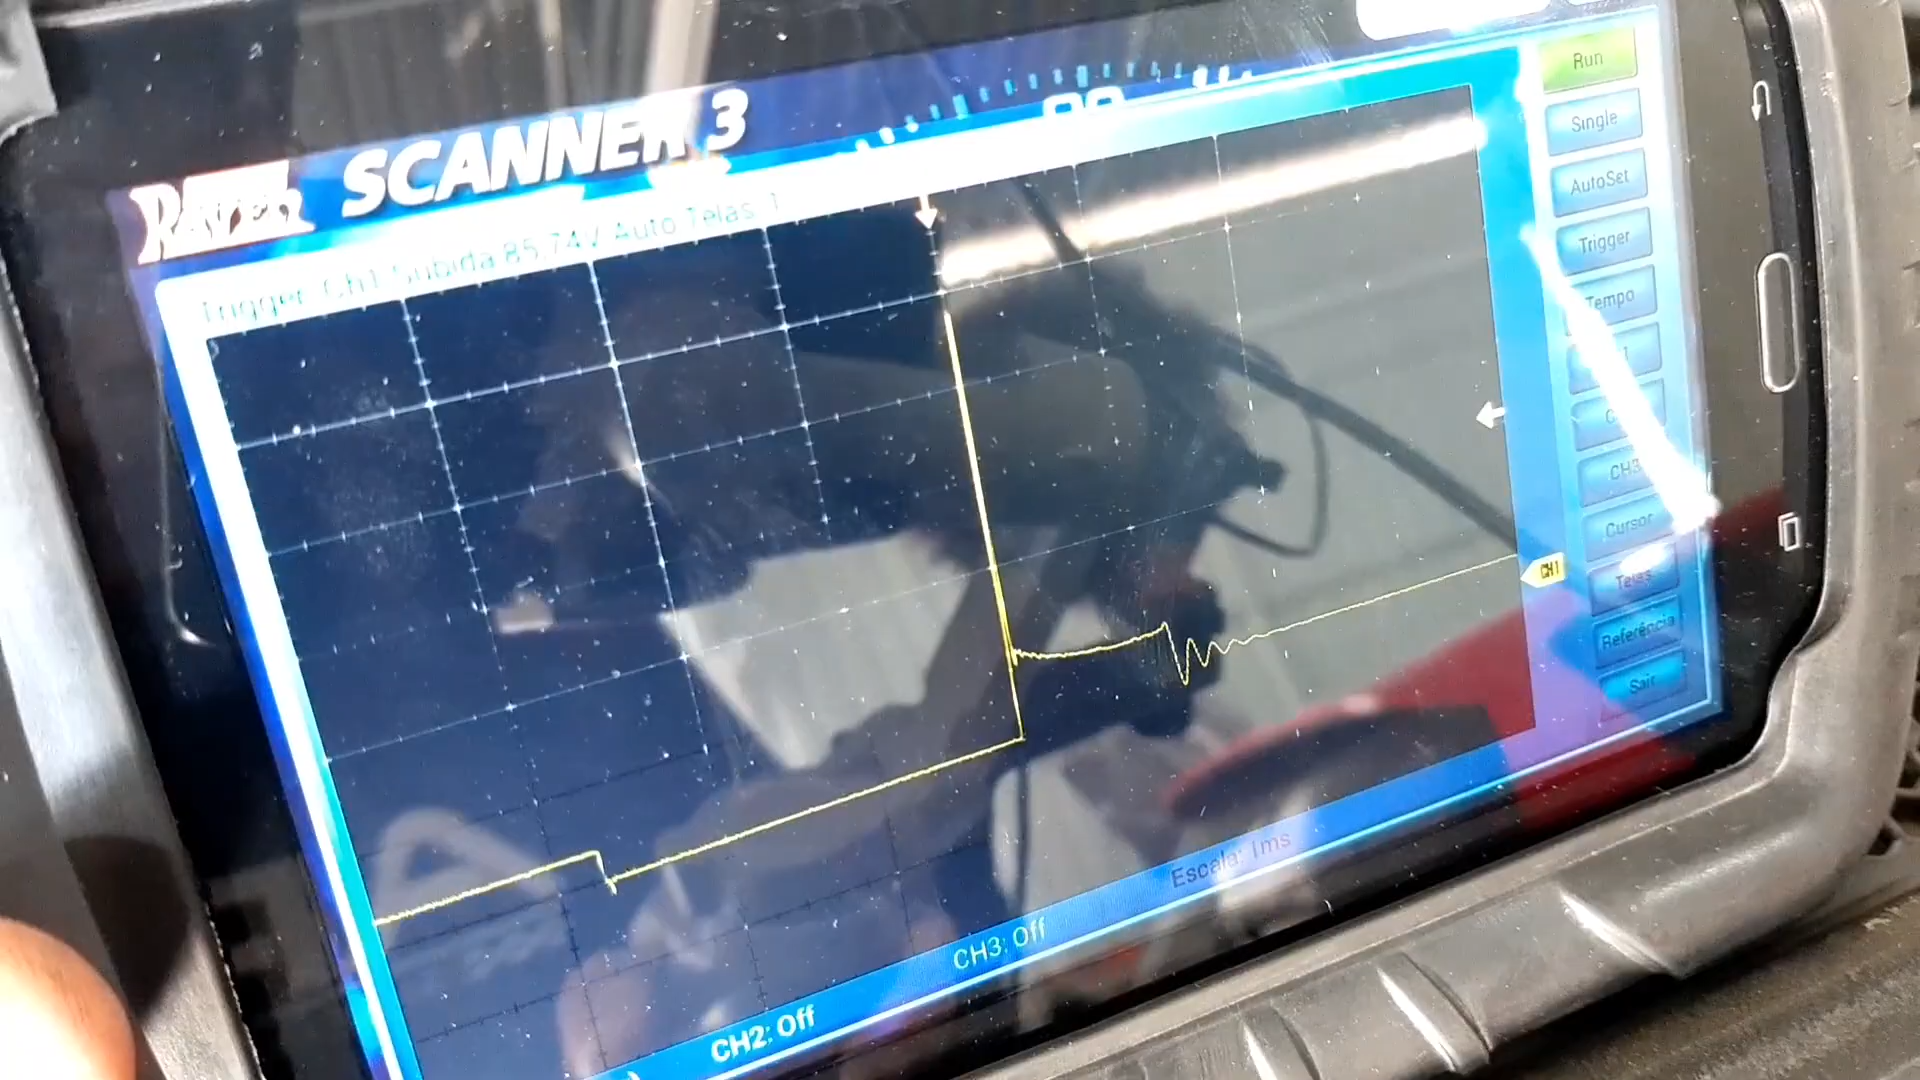 RAVEN SCANNER 3
Trigger: Ch1 Subida 85.74V Auto Telas: 1
Run
Single
AutoSet
Trigger
Tempo
CH3
Cursor
CH1
Telas
Referência
Sair
Escala: 1ms
CH3: Off
CH2: Off